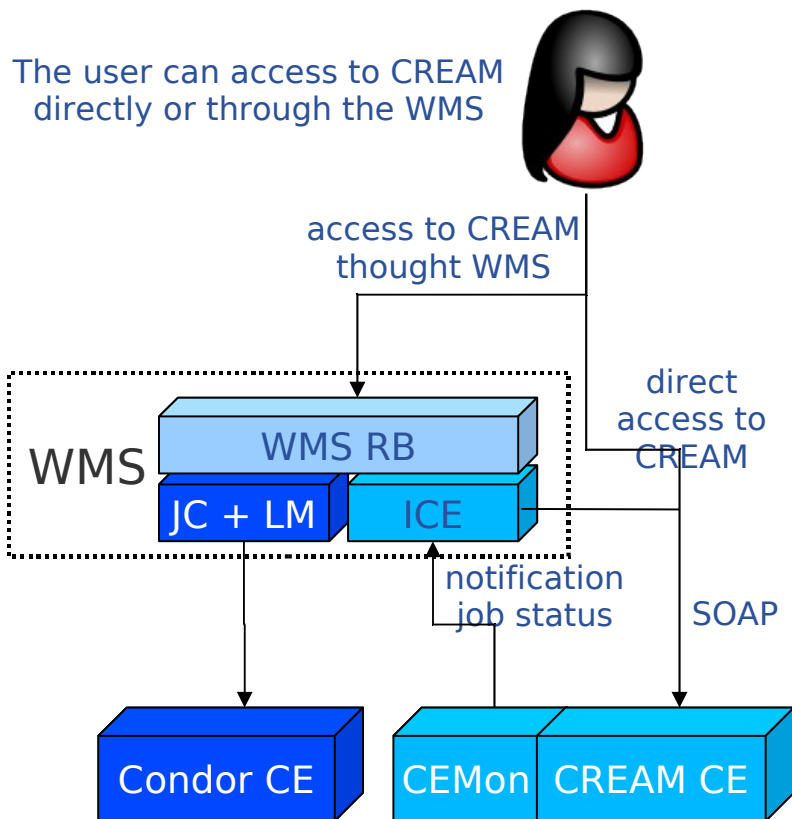 The user can access to CREAM
directly or through the WMS
access to CREAM
thought WMS
direct
access to
CREAM
WMS
WMS RB
JC + LM
ICE
notification
job status
SOAP
Condor CE
CEMon
CREAM CE